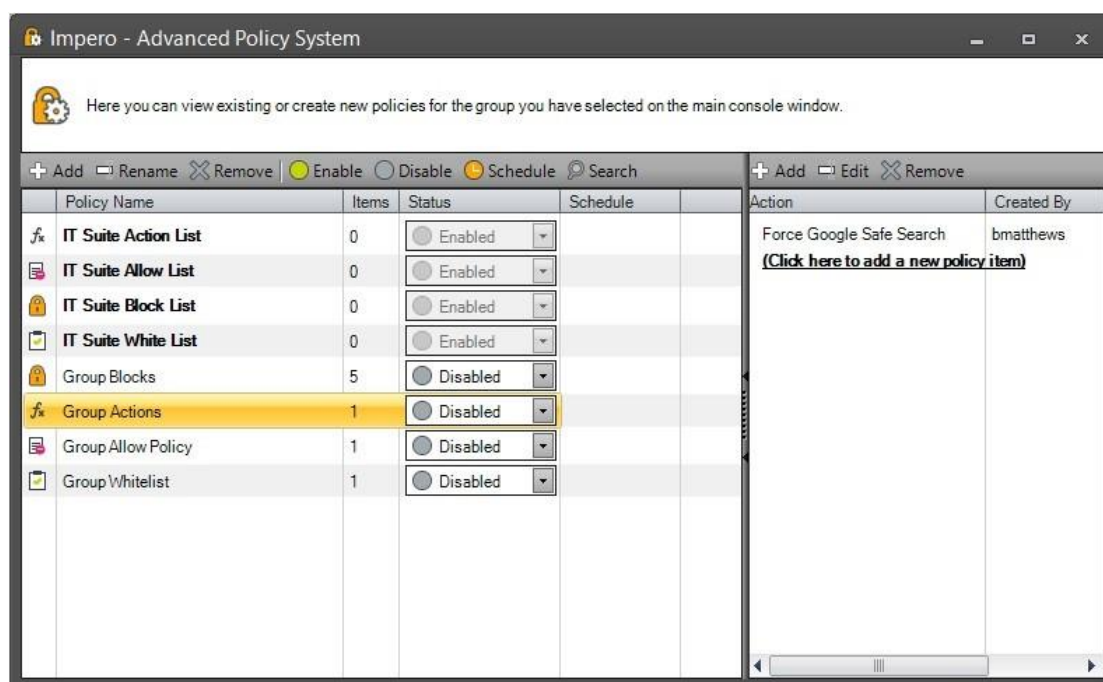 Impero - Advanced Policy System
Here you can view existing or create new policies for the group you have selected on the main console window.
Add Rename Remove Enable Disable Schedule Search
Add Edit Remove
Policy Name Items Status Schedule
Action Created By
IT Suite Action List 0 Enabled
Force Google Safe Search bmatthews
(Click here to add a new policy item)
IT Suite Allow List 0 Enabled
IT Suite Block List 0 Enabled
IT Suite White List 0 Enabled
Group Blocks 5 Disabled
Group Actions 1 Disabled
Group Allow Policy 1 Disabled
Group Whitelist 1 Disabled